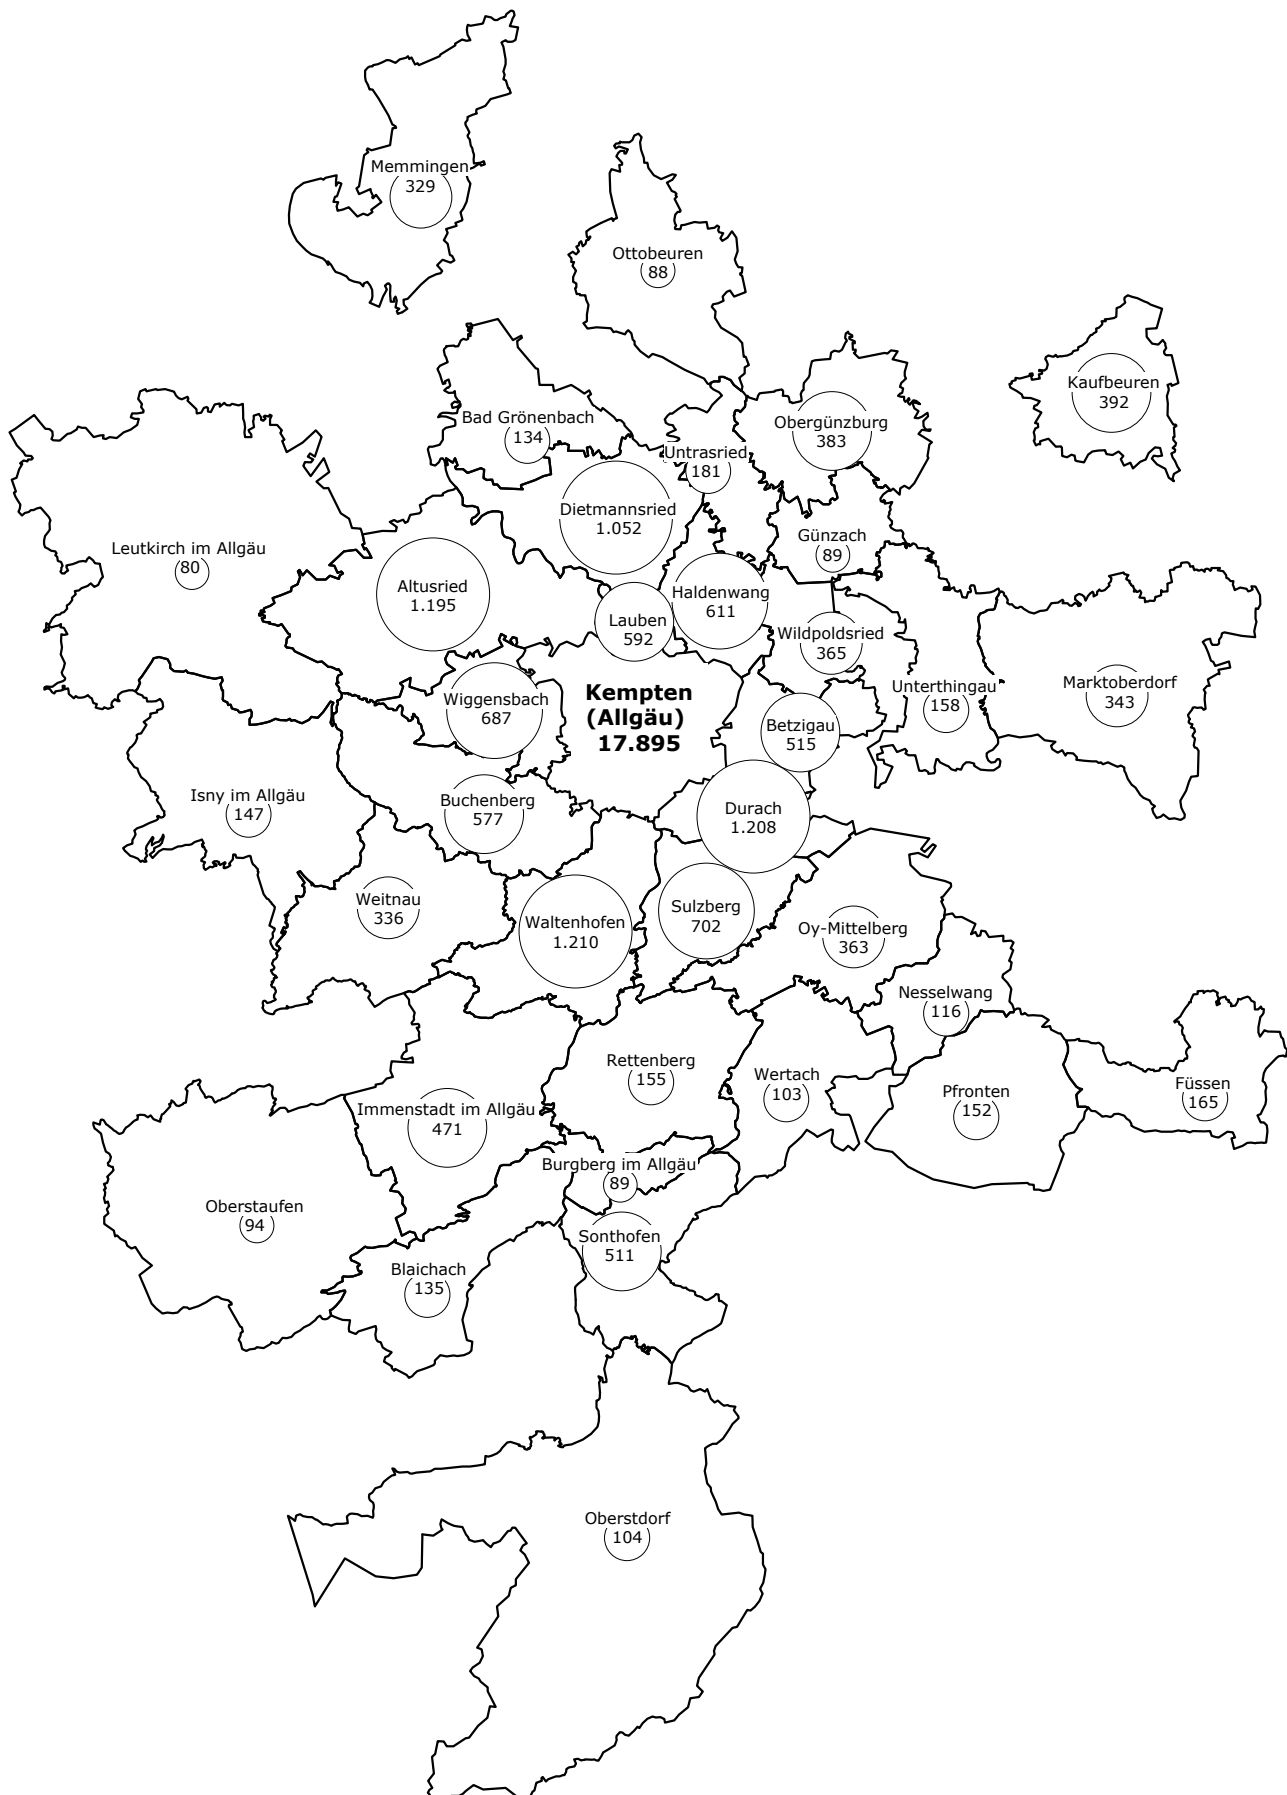 Memmingen
329
Ottobeuren
88
Kaufbeuren
392
Bad Grönenbach
134
Obergünzburg
383
Untrasried
181
Dietmannsried
1.052
Günzach
89
Leutkirch im Allgäu
80
Altusried
1.195
Haldenwang
611
Lauben
592
Wildpoldsried
365
Wiggensbach
687
Kempten
(Allgäu)
17.895
Unterthingau
158
Marktoberdorf
343
Betzigau
515
Isny im Allgäu
147
Buchenberg
577
Durach
1.208
Weitnau
336
Waltenhofen
1.210
Sulzberg
702
Oy-Mittelberg
363
Nesselwang
116
Rettenberg
155
Wertach
103
Pfronten
152
Füssen
165
Immenstadt im Allgäu
471
Burgberg im Allgäu
89
Oberstaufen
94
Sonthofen
511
Blaichach
135
Oberstdorf
104